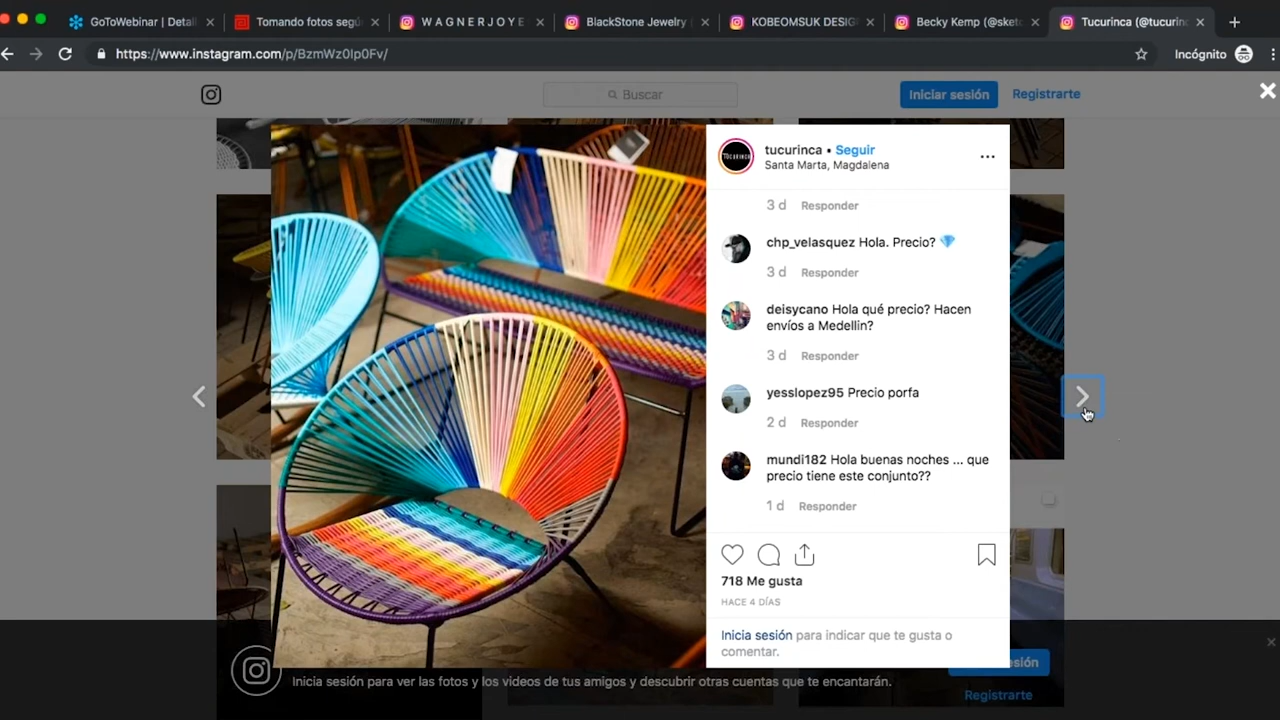 GoToWebinar | Detail
Tomando fotos segú
W A G N E R J O Y E
BlackStone Jewelry
KOBEOMSUK DESIG
Becky Kemp (@sket
Tucurinca (@tucurin
https://www.instagram.com/p/BzmWz0Ip0Fv/
Incógnito
Buscar
Iniciar sesión
Registrarte
TUCURINCA
tucurinca • Seguir
Santa Marta, Magdalena
3 d Responder
chp_velasquez Hola. Precio? 💎
3 d Responder
deisycano Hola qué precio? Hacen
envíos a Medellin?
3 d Responder
yesslopez95 Precio porfa
2 d Responder
mundi182 Hola buenas noches ... que
precio tiene este conjunto??
1 d Responder
718 Me gusta
HACE 4 DÍAS
Inicia sesión para indicar que te gusta o
comentar.
Inicia sesión para ver las fotos y los videos de tus amigos y descubrir otras cuentas que te encantarán.
sión
Registrarte